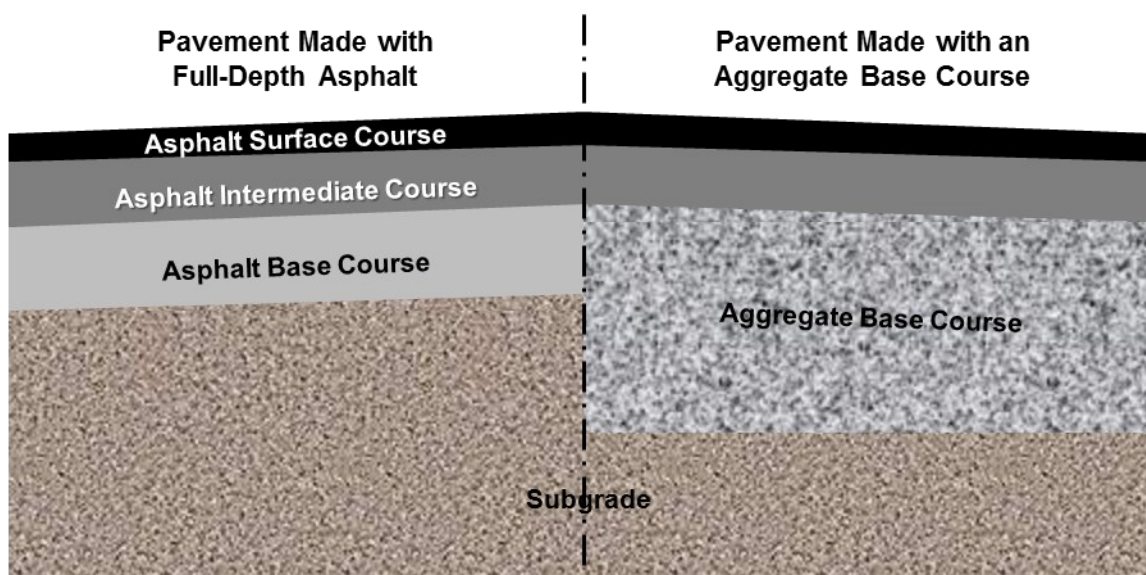 Pavement Made with
Full-Depth Asphalt
Pavement Made with an
Aggregate Base Course
Asphalt Surface Course
Asphalt Intermediate Course
Asphalt Base Course
Aggregate Base Course
Subgrade